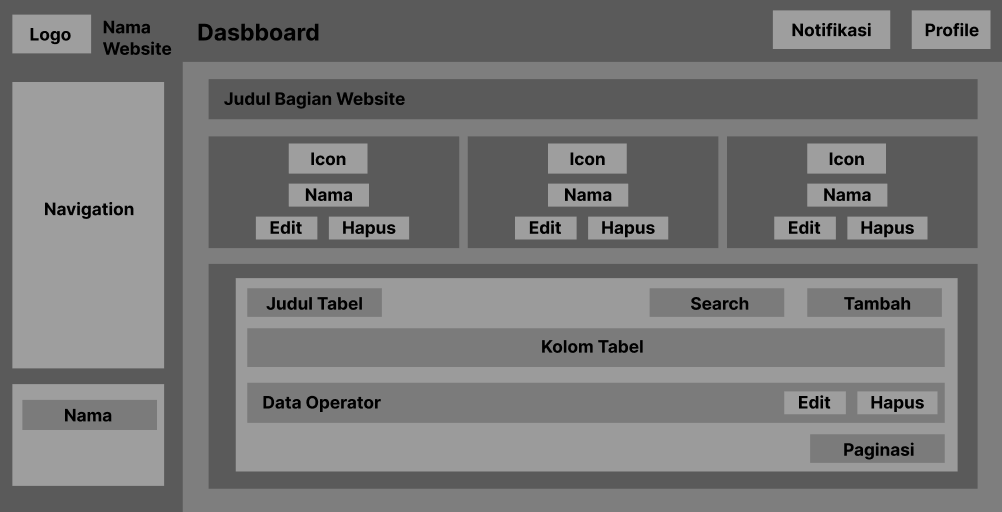 Logo
Nama
Website
Dasbboard
Notifikasi
Profile
Navigation
Nama
Judul Bagian Website
Icon
Nama
Edit
Hapus
Icon
Nama
Edit
Hapus
Icon
Nama
Edit
Hapus
Judul Tabel
Search
Tambah
Kolom Tabel
Data Operator
Edit
Hapus
Paginasi